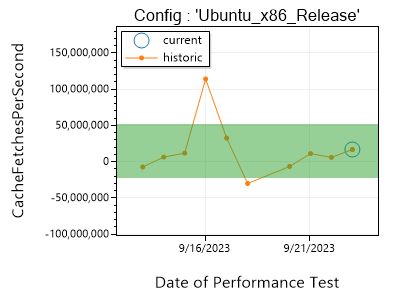 Config : 'Ubuntu_x86_Release'
current
historic
CacheFetchesPerSecond
150,000,000
100,000,000
50,000,000
0
-50,000,000
-100,000,000
9/16/2023
9/21/2023
Date of Performance Test